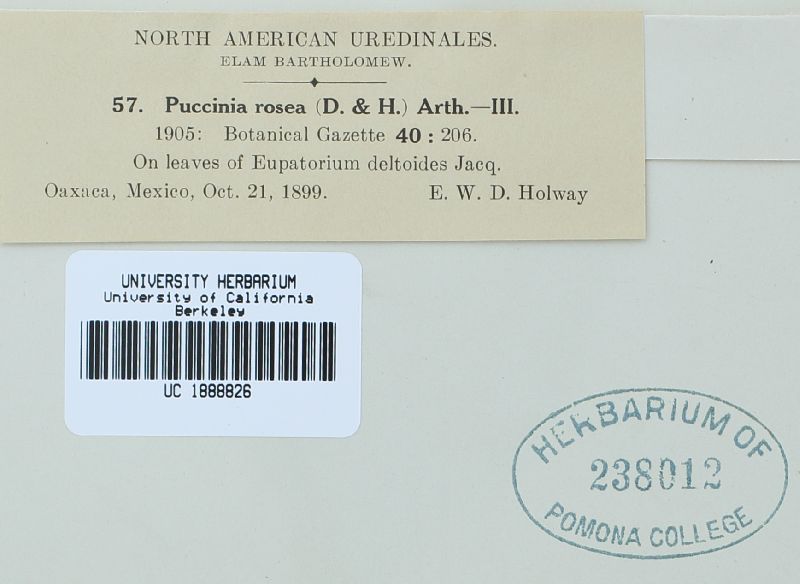 NORTH AMERICAN UREDINALES.
ELAM BARTHOLOMEW.
57. Puccinia rosea (D. & H.) Arth.—III.
1905: Botanical Gazette 40 : 206.
On leaves of Eupatorium deltoides Jacq.
Oaxaca, Mexico, Oct. 21, 1899. E. W. D. Holway
UNIVERSITY HERBARIUM
University of California
Berkeley
UC 1888826
HERBARIUM OF
238012
POMONA COLLEGE